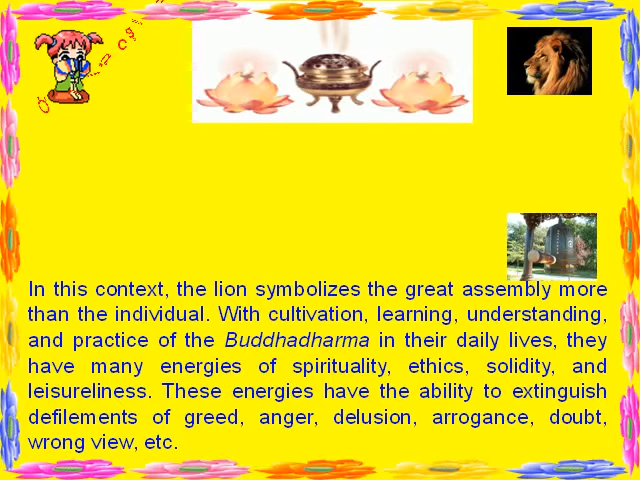 In this context, the lion symbolizes the great assembly more
than the individual. With cultivation, learning, understanding,
and practice of the Buddhadharma in their daily lives, they
have many energies of spirituality, ethics, solidity, and
leisureliness. These energies have the ability to extinguish
defilements of greed, anger, delusion, arrogance, doubt,
wrong view, etc.